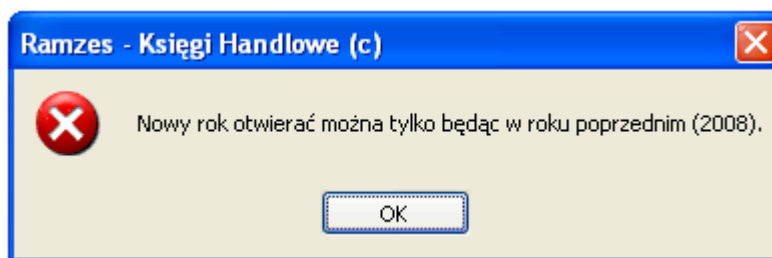 Ramzes - Księgi Handlowe (c)
Nowy rok otwierać można tylko będąc w roku poprzednim (2008).
OK